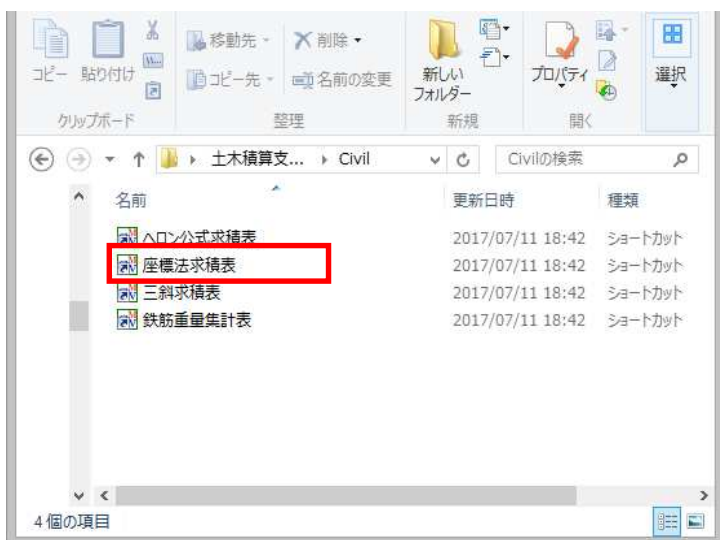 コピー 貼り付け
移動先 削除
コピー先 名前の変更
新しい
フォルダー
プロパティ
選択
クリップボード 整理 新規 開く
土木積算支... Civil Civilの検索
名前 更新日時 種類
ヘロン公式求積表 2017/07/11 18:42 ショートカット
座標法求積表 2017/07/11 18:42 ショートカット
三斜求積表 2017/07/11 18:42 ショートカット
鉄筋重量集計表 2017/07/11 18:42 ショートカット
4 個の項目